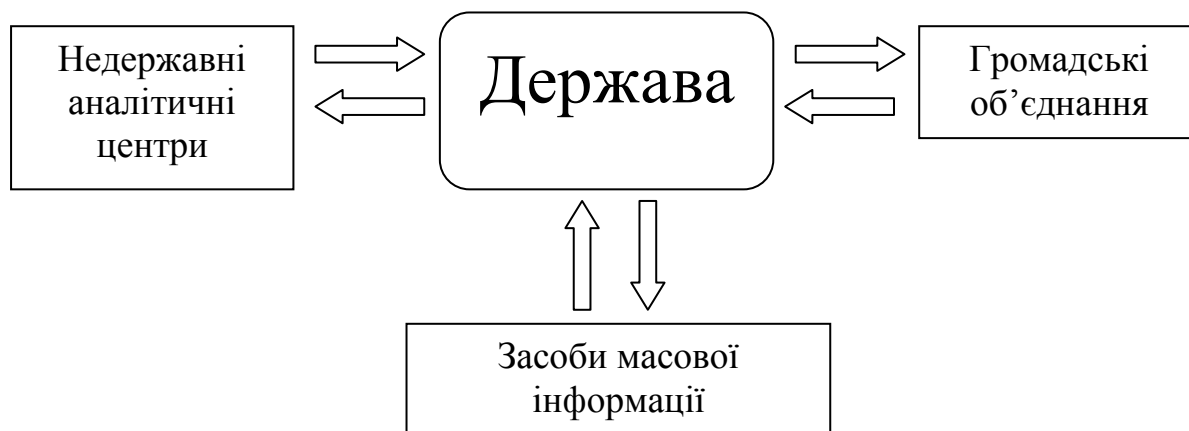 Недержавні
аналітичні
центри
Держава
Громадські
об’єднання
Засоби масової
інформації